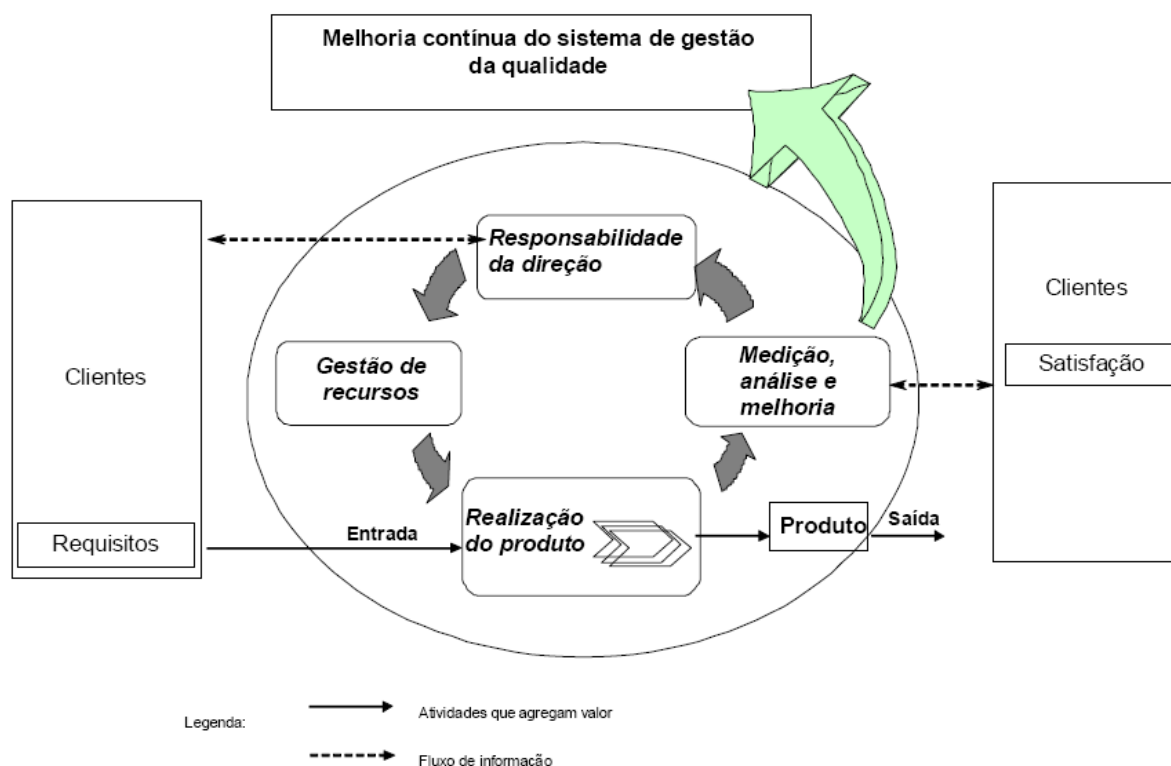 Melhoria contínua do sistema de gestão
da qualidade
Responsabilidade
da direção
Clientes
Clientes
Gestão de
recursos
Medição,
análise e
melhoria
Satisfação
Requisitos
Entrada
Realização
do produto
Produto
Saída
Legenda:
Atividades que agregam valor
Fluxo de informação